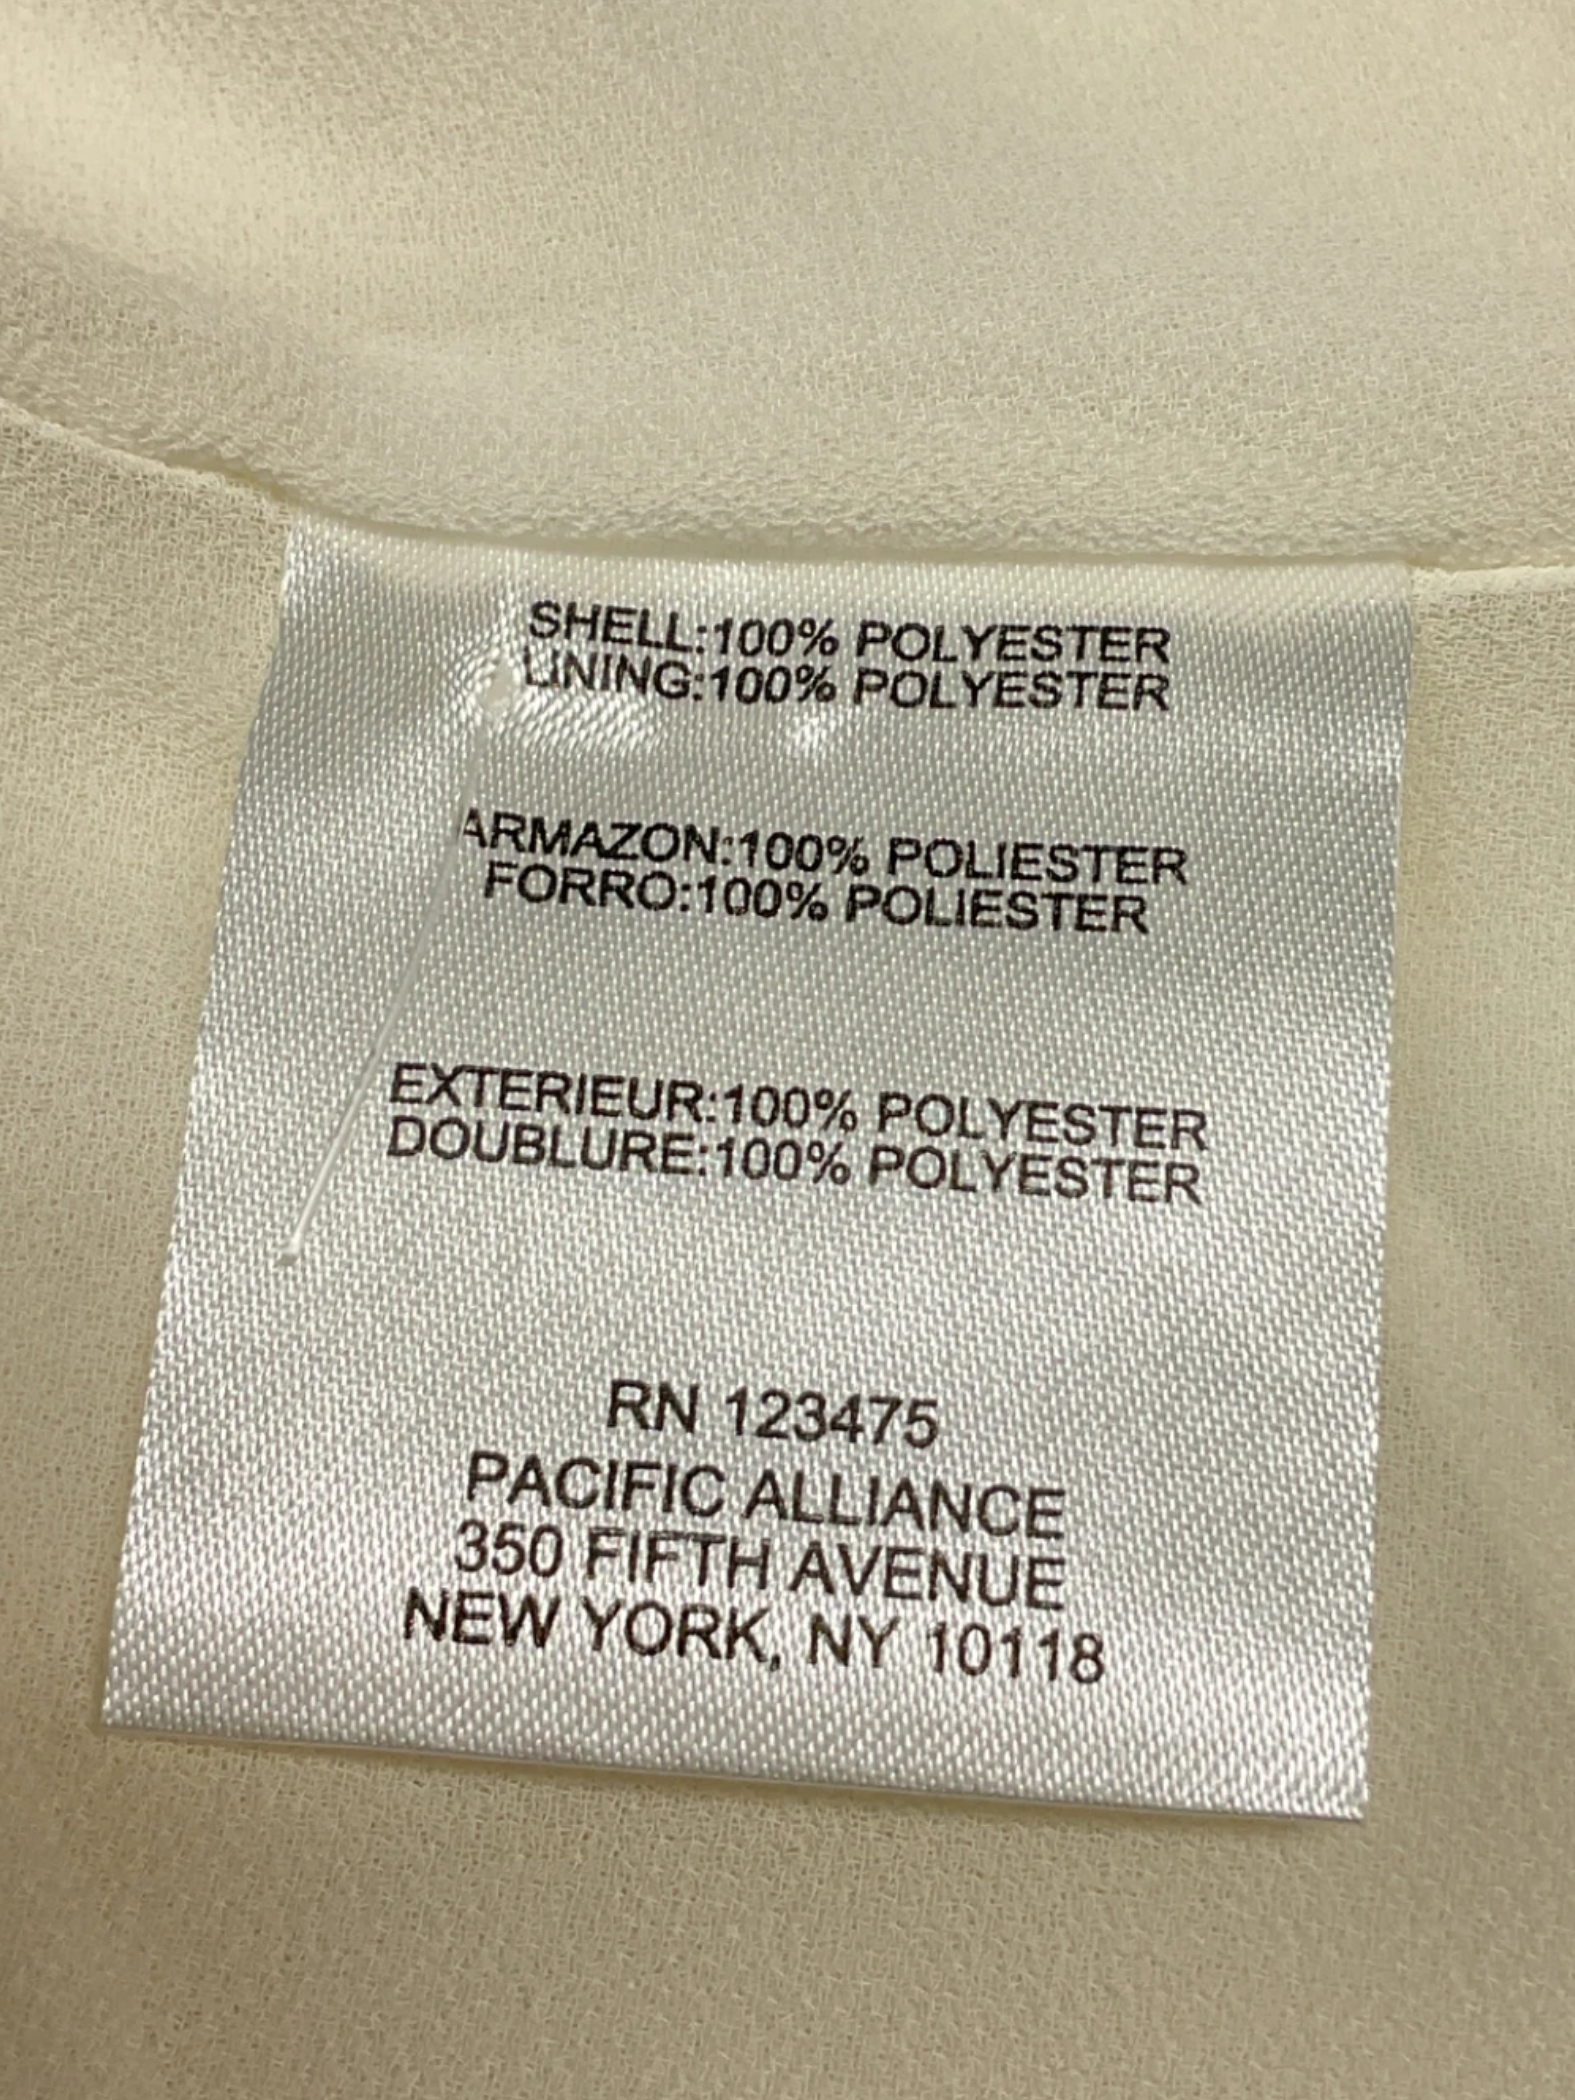 SHELL:100% POLYESTER
LINING:100% POLYESTER
ARMAZON:100% POLIESTER
FORRO:100% POLIESTER
EXTERIEUR:100% POLYESTER
DOUBLURE:100% POLYESTER
RN 123475
PACIFIC ALLIANCE
350 FIFTH AVENUE
NEW YORK, NY 10118